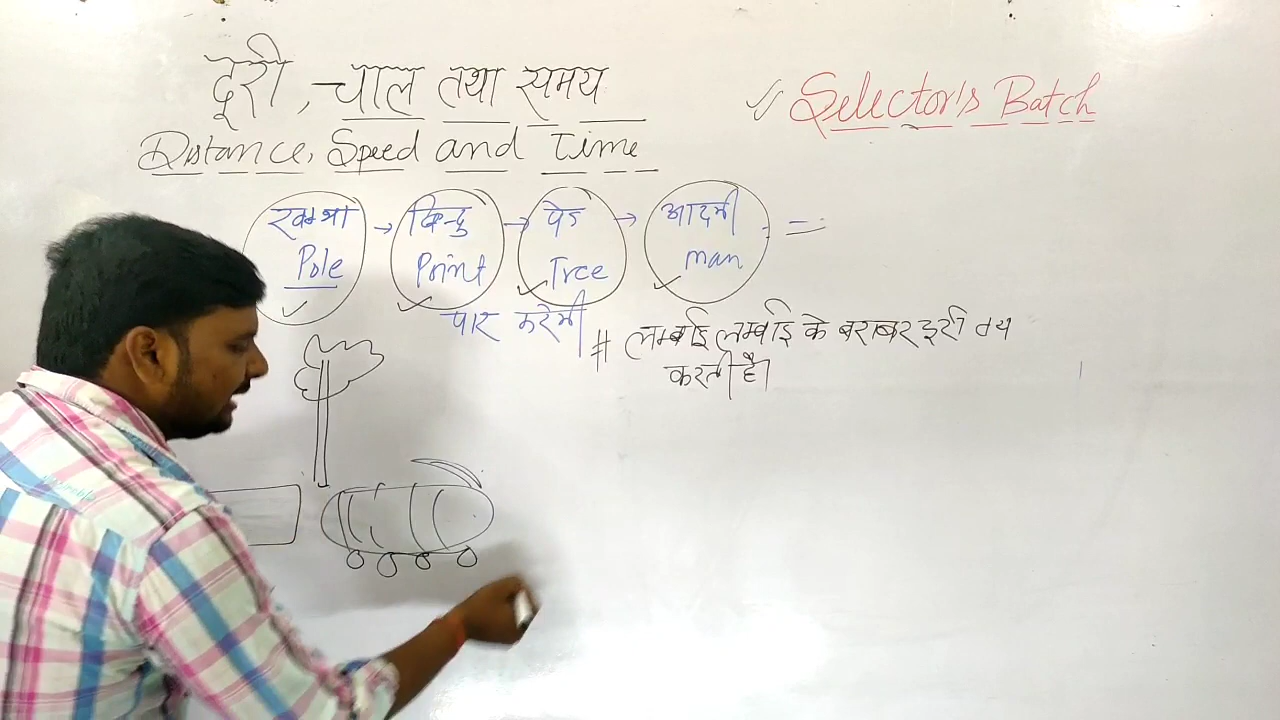 दूरी, चाल तथा समय
Selector's Batch
Distance, Speed and Time
खम्भा → बिन्दु → पेड़ → आदमी =
Pole Point Tree man
पार करेगी
# लम्बाई लम्बाई के बराबर दूरी तय
करती है।